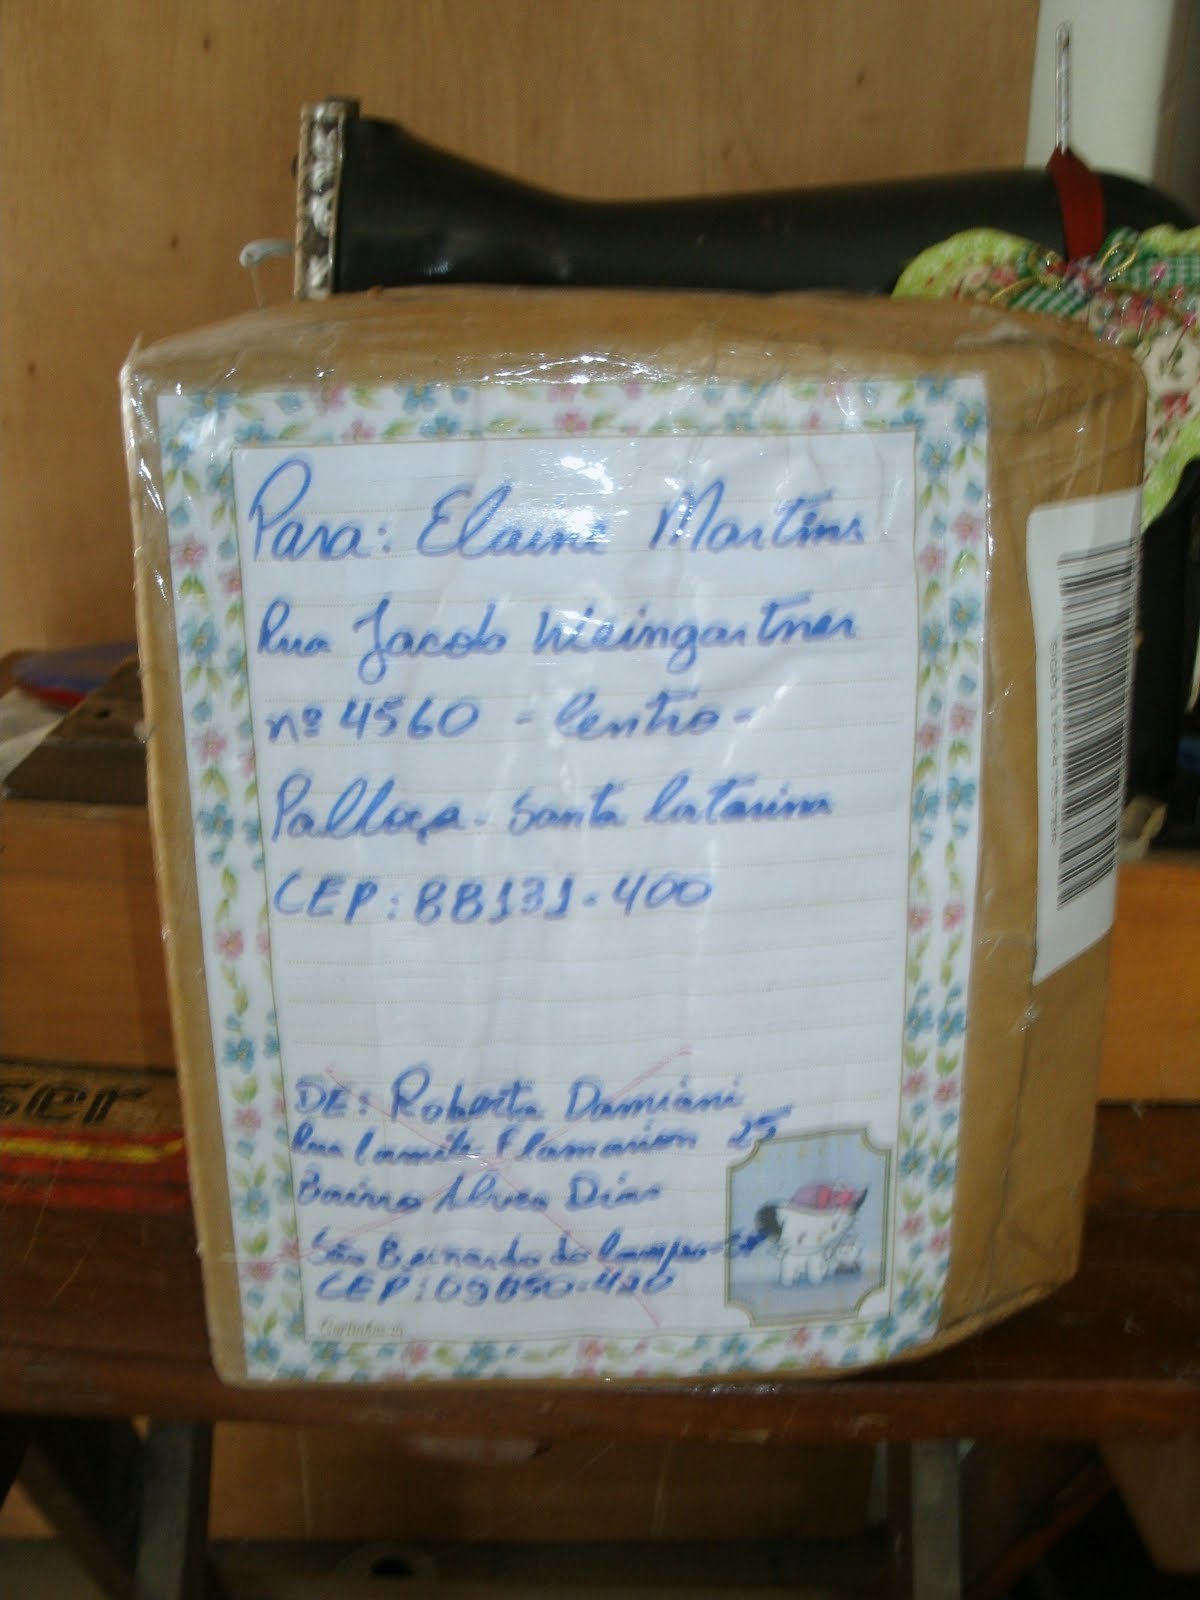 Para: Elaine Martins
Rua Jacob Weingartner
nº 4560 - Centro -
Palhoça - Santa Catarina
CEP: 88131-400
DE: Roberta Damiani
Rua Camile Flamarion 25
Bairro Alves Dias
São Bernardo do Campo - SP
CEP: 09850-420
ser